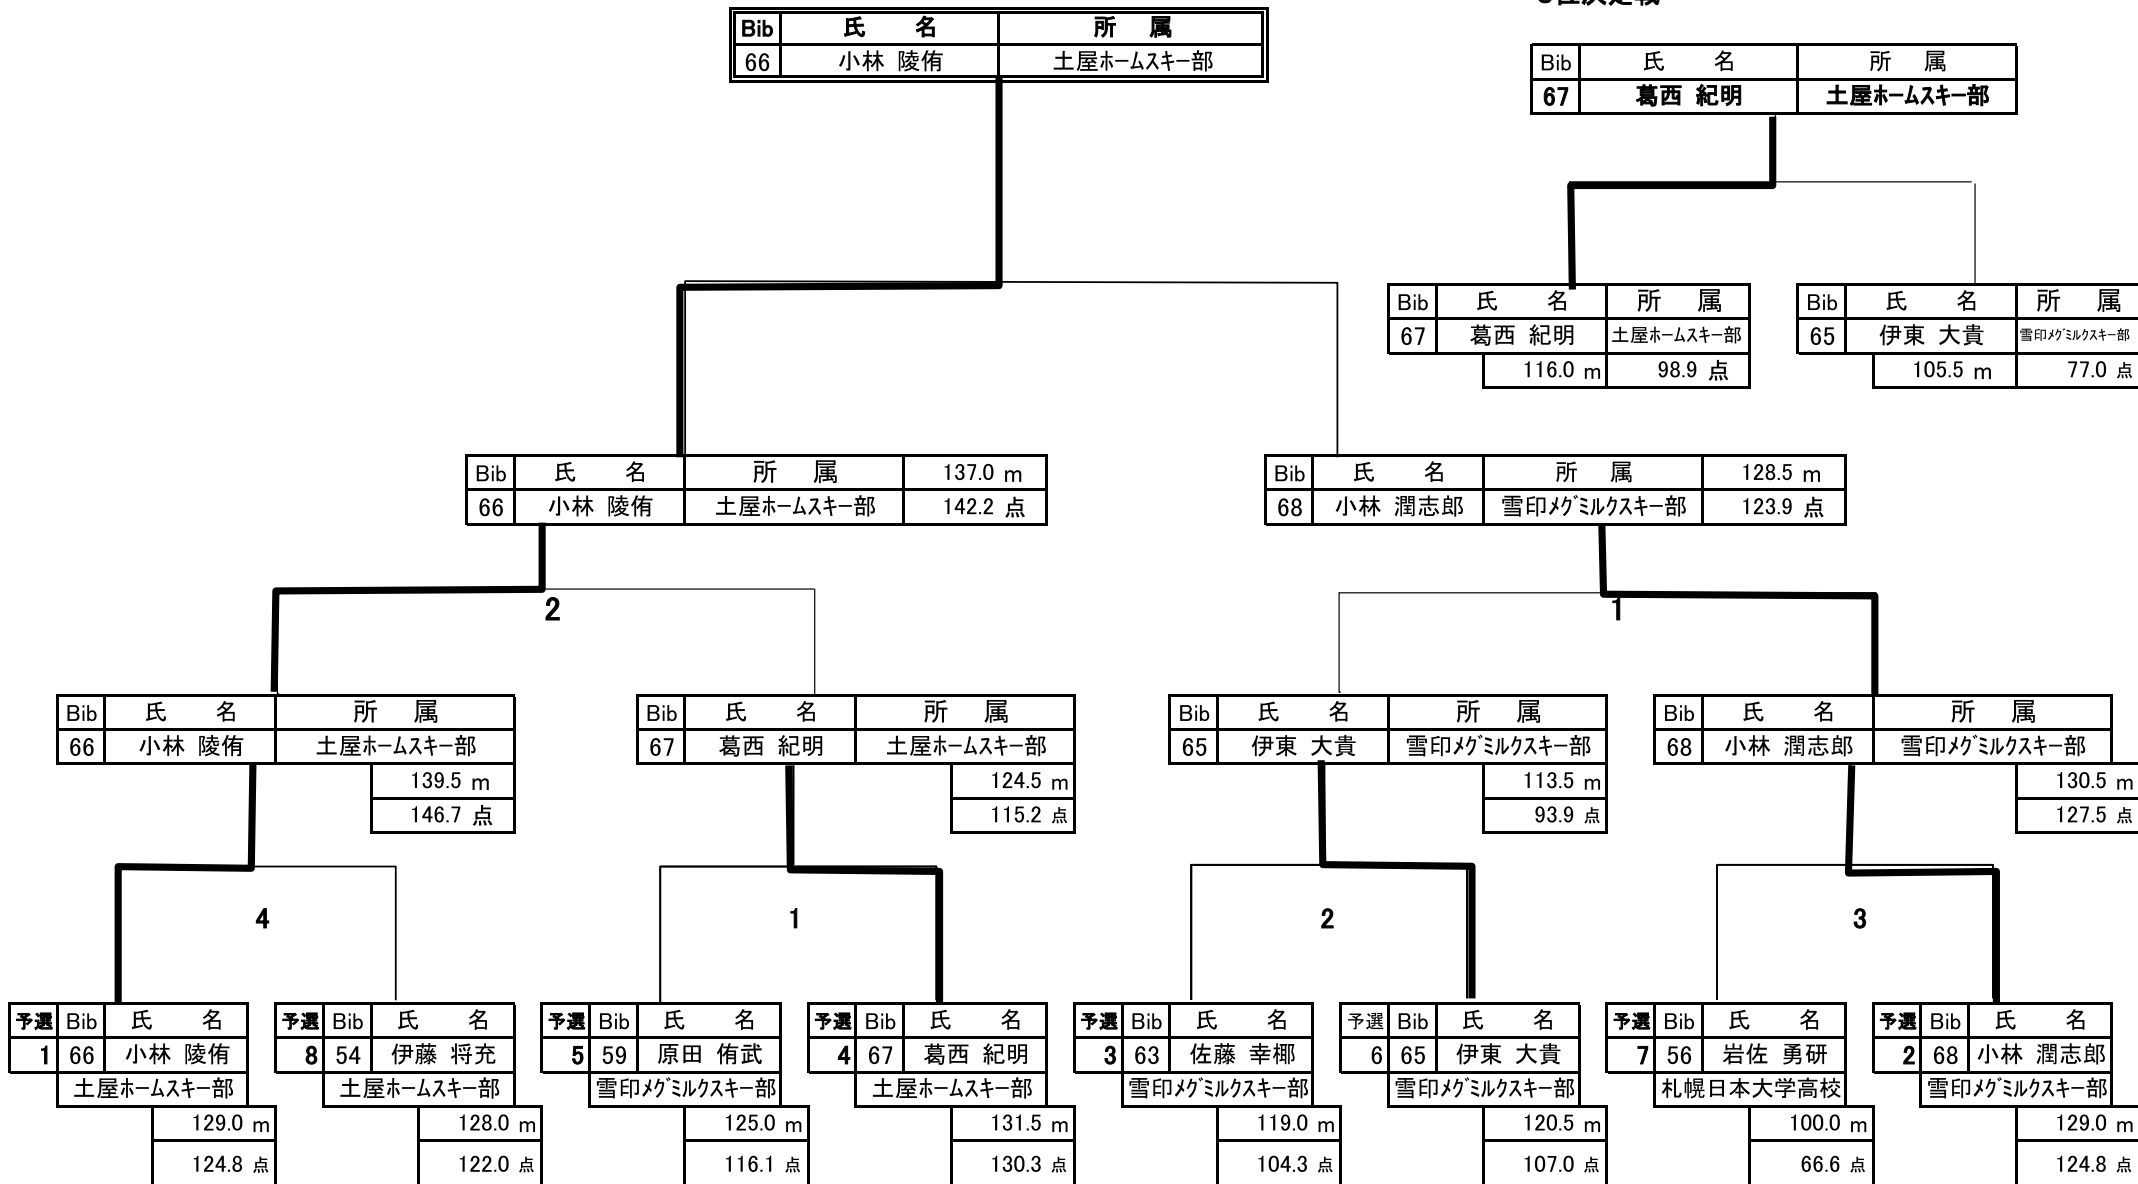 3位決定戦
Bib 氏 名 所 属
66 小林 陵侑 土屋ホームスキー部
Bib 氏 名 所 属
67 葛西 紀明 土屋ホームスキー部
Bib 氏 名 所 属 Bib 氏 名 所 属
67 葛西 紀明 土屋ホームスキー部 65 伊東 大貴 雪印ﾒｸﾞﾐﾙｸスキー部
116.0 m 98.9 点 105.5 m 77.0 点
Bib 氏 名 所 属 137.0 m Bib 氏 名 所 属 128.5 m
66 小林 陵侑 土屋ホームスキー部 142.2 点 68 小林 潤志郎 雪印ﾒｸﾞﾐﾙｸスキー部 123.9 点
2 1
Bib 氏 名 所 属 Bib 氏 名 所 属 Bib 氏 名 所 属 Bib 氏 名 所 属
66 小林 陵侑 土屋ホームスキー部 67 葛西 紀明 土屋ホームスキー部 65 伊東 大貴 雪印ﾒｸﾞﾐﾙｸスキー部 68 小林 潤志郎 雪印ﾒｸﾞﾐﾙｸスキー部
139.5 m 124.5 m 113.5 m 130.5 m
146.7 点 115.2 点 93.9 点 127.5 点
4 1 2 3
予選 Bib 氏 名 予選 Bib 氏 名 予選 Bib 氏 名 予選 Bib 氏 名 予選 Bib 氏 名 予選 Bib 氏 名 予選 Bib 氏 名 予選 Bib 氏 名
1 66 小林 陵侑 8 54 伊藤 将充 5 59 原田 侑武 4 67 葛西 紀明 3 63 佐藤 幸椰 6 65 伊東 大貴 7 56 岩佐 勇研 2 68 小林 潤志郎
土屋ホームスキー部 土屋ホームスキー部 雪印ﾒｸﾞﾐﾙｸスキー部 土屋ホームスキー部 雪印ﾒｸﾞﾐﾙｸスキー部 雪印ﾒｸﾞﾐﾙｸスキー部 札幌日本大学高校 雪印ﾒｸﾞﾐﾙｸスキー部
129.0 m 128.0 m 125.0 m 131.5 m 119.0 m 120.5 m 100.0 m 129.0 m
124.8 点 122.0 点 116.1 点 130.3 点 104.3 点 107.0 点 66.6 点 124.8 点